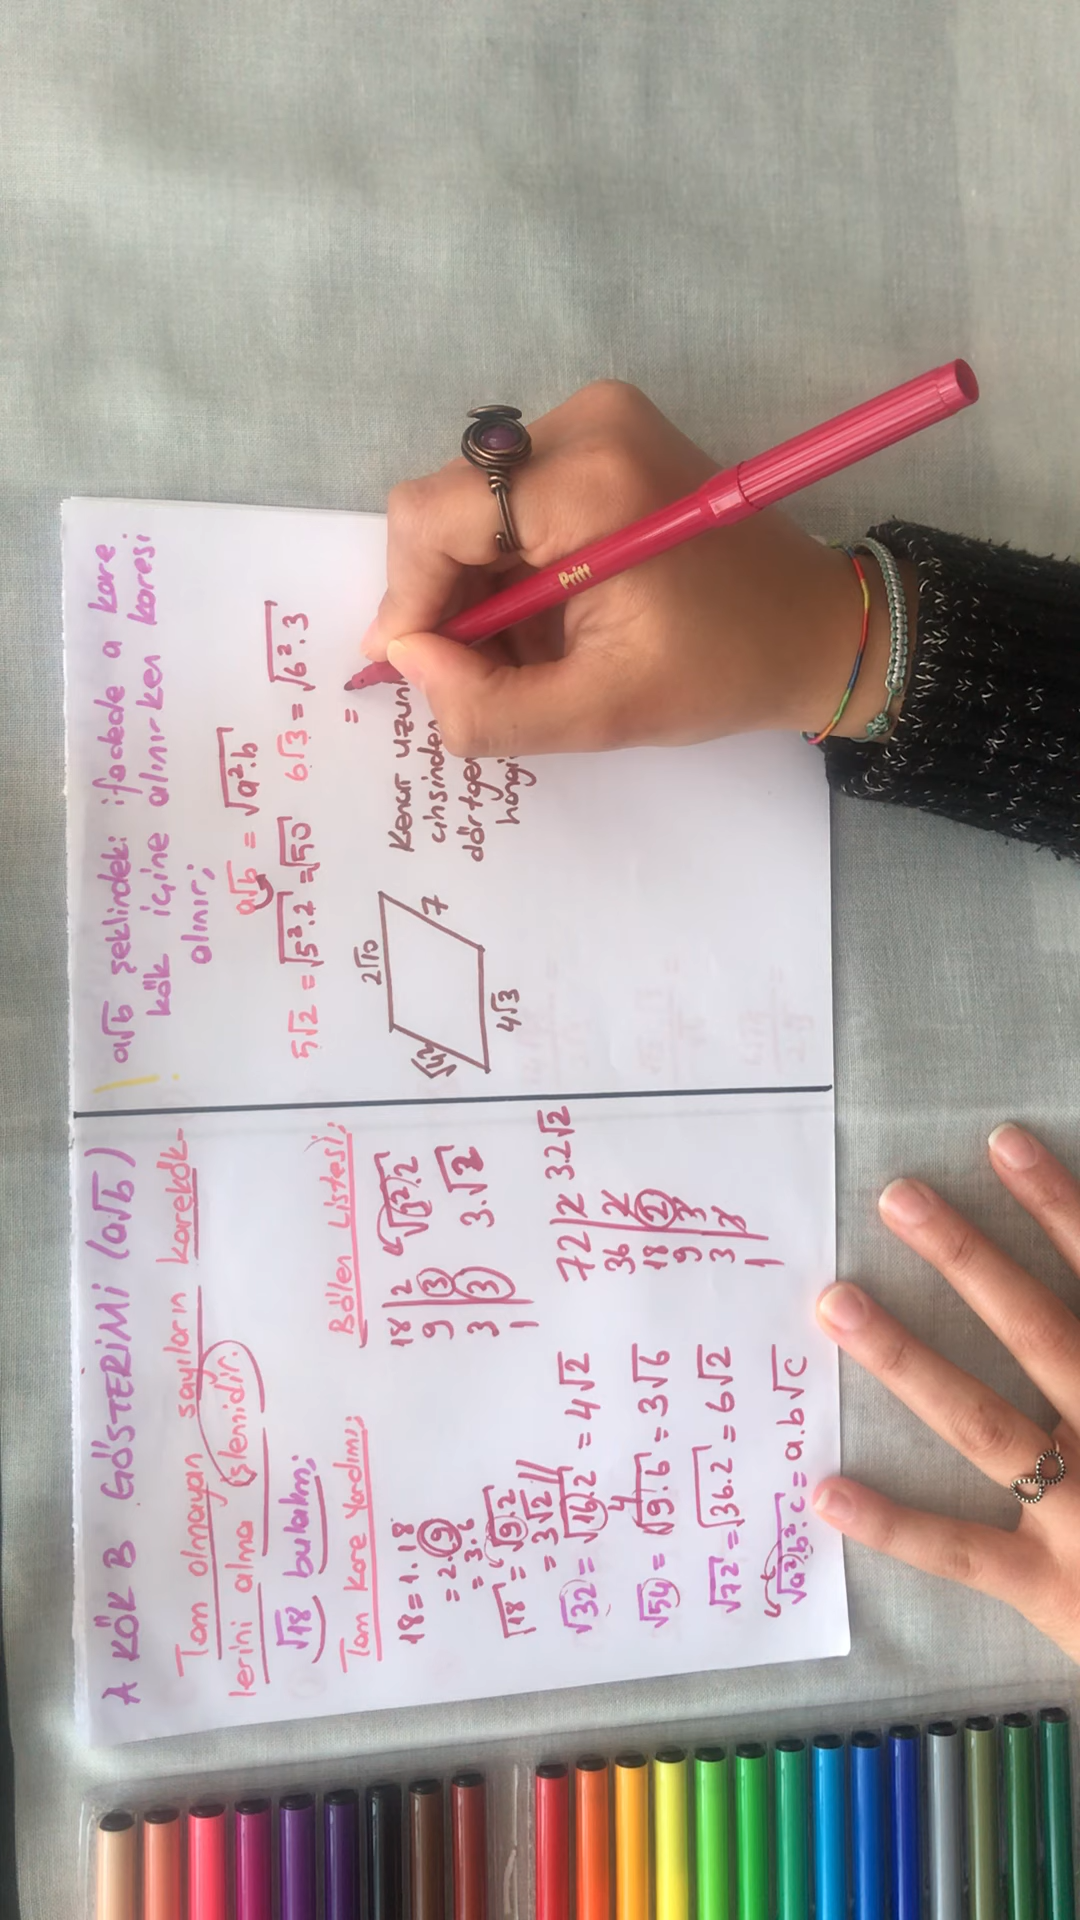 A KÖK B GÖSTERİMİ (a√b)
Tam olmayan sayıların karekök-
lerini alma işlemidir.
√18 bulalım;
Tam Kare Yardımı;
18=1.18
=2.9
=3.6
√18 = √9.2
= 3√2 //
√32 = √16.2 = 4√2
√54 = √9.6 = 3√6
√72 = √36.2 = 6√2
√a².b².c = a.b√c
Bölen Listesi;
18 | 2
9 | 3
3 | 3
1
√3².2
3.√2
72 | 2 3.2√2
36 | 2
18 | 2
9 | 3
3 | 3
1
! a√b şeklindeki ifadede a kare
kök içine alınırken karesi
alınır;
a√b = √a².b
5√2 = √5².2 = √50 6√3 = √6².3
=
2√10
7
4√3
Kenar uzun
cihsinden
dörtgen
hangi
Pritt